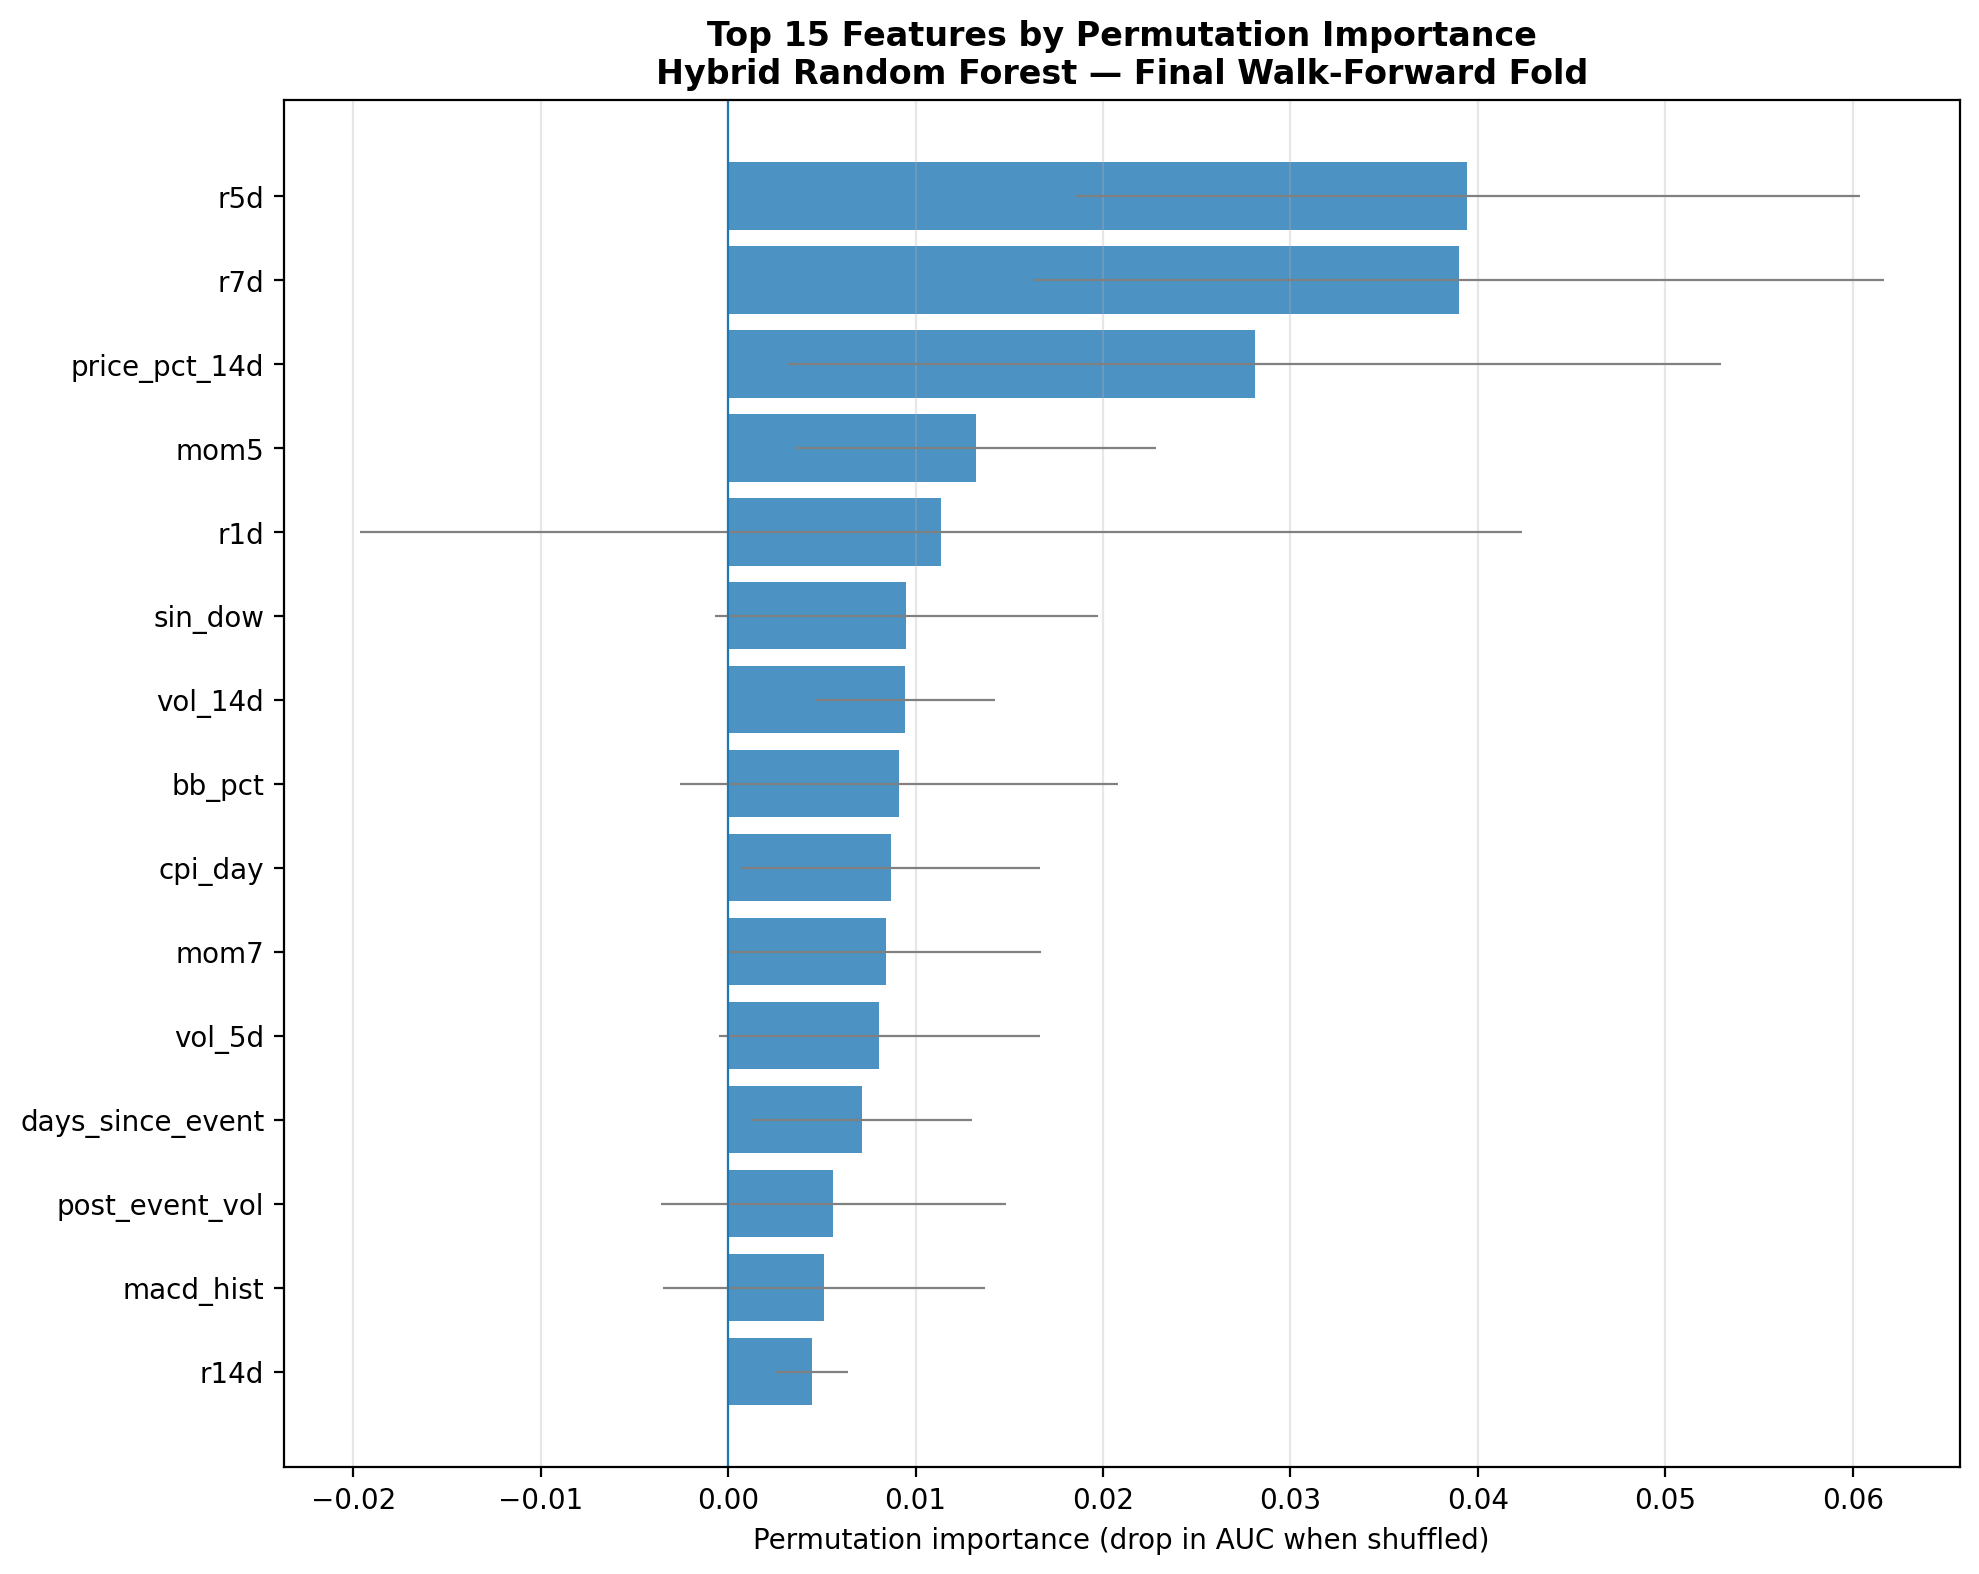 Top 15 Features by Permutation Importance
Hybrid Random Forest — Final Walk-Forward Fold
r5d
r7d
price_pct_14d
mom5
r1d
sin_dow
vol_14d
bb_pct
cpi_day
mom7
vol_5d
days_since_event
post_event_vol
macd_hist
r14d
−0.02 −0.01 0.00 0.01 0.02 0.03 0.04 0.05 0.06
Permutation importance (drop in AUC when shuffled)